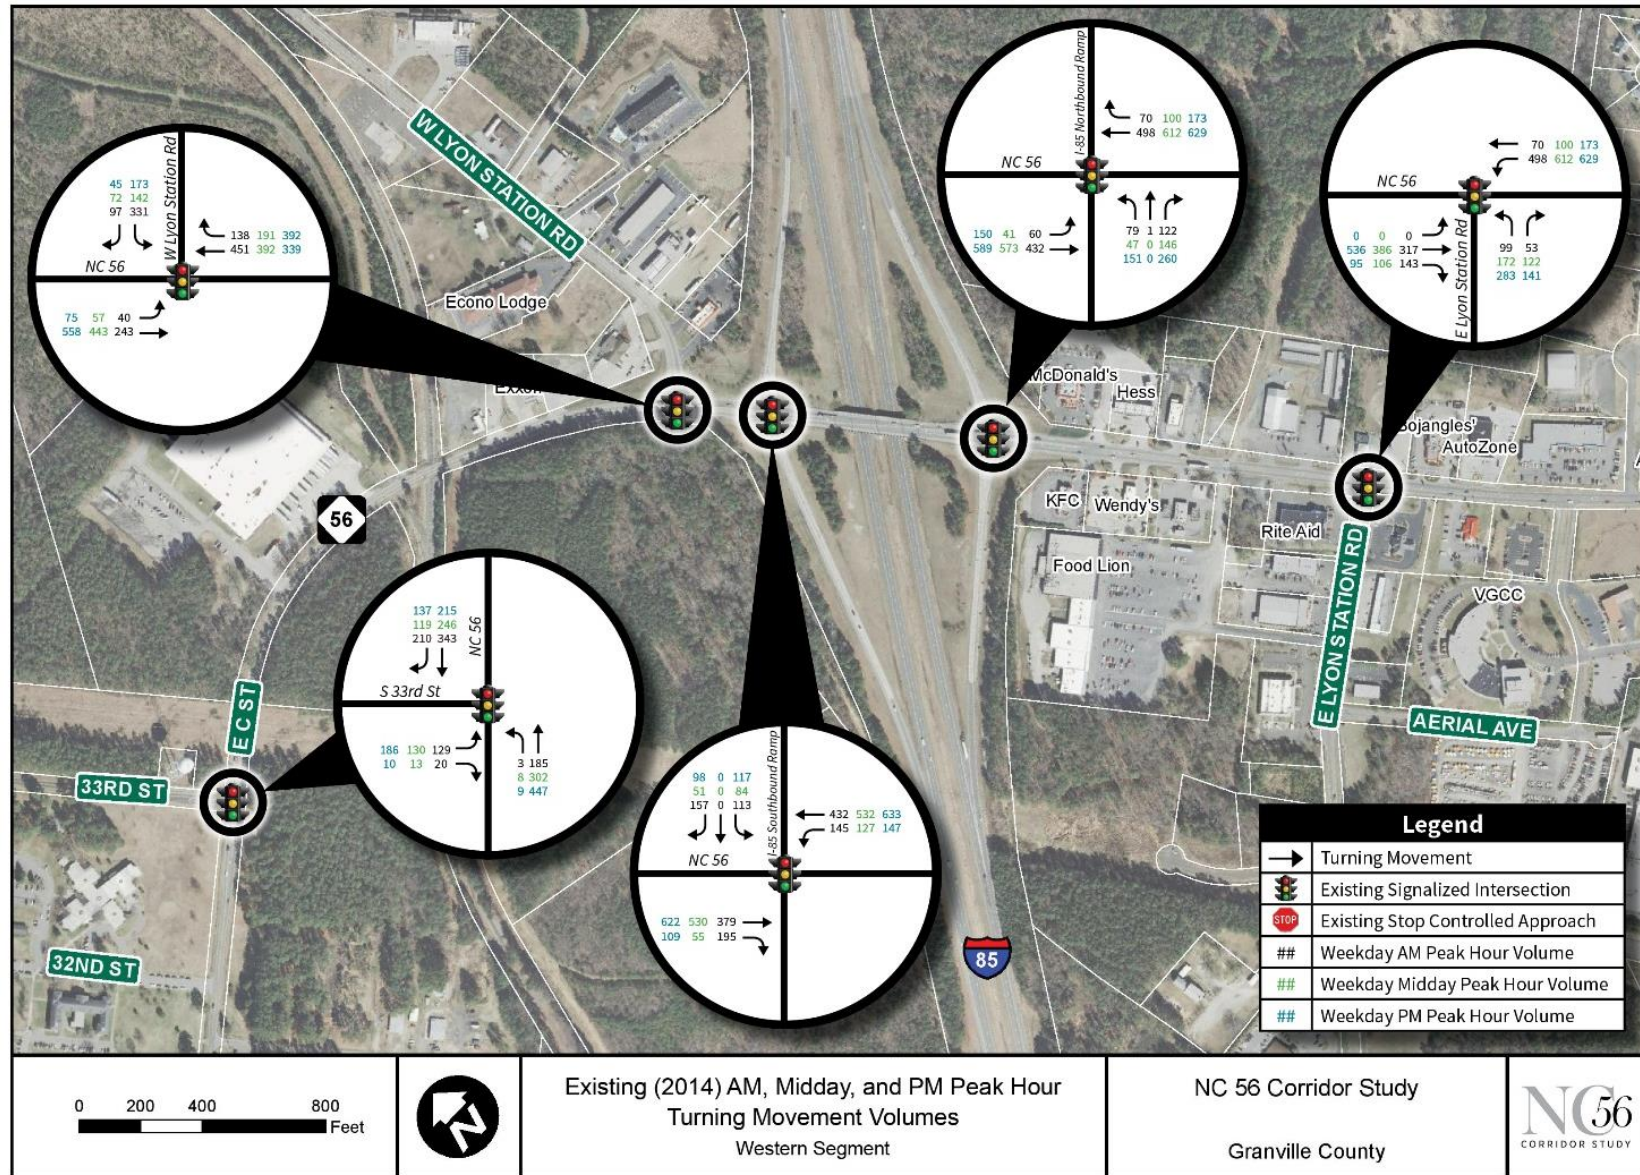 W LYON STATION RD
W Lyon Station Rd
45 173
72 142
97 331
138 191 392
451 392 339
NC 56
75 57 40
558 443 243
I-85 Northbound Ramp
70 100 173
498 612 629
NC 56
79 1 122
47 0 146
151 0 260
150 41 60
589 573 432
70 100 173
498 612 629
NC 56
0 0 0
536 386 317
95 106 143
99 53
172 122
283 141
E Lyon Station Rd
Econo Lodge
McDonald's
Hess
Bojangles'
AutoZone
KFC
Wendy's
Rite Aid
Food Lion
VGCC
56
E LYON STATION RD
AERIAL AVE
E C ST
33RD ST
32ND ST
137 215
119 246
210 343
NC 56
S 33rd St
186 130 129
10 13 20
3 185
8 302
9 447
98 0 117
51 0 84
157 0 113
I-85 Southbound Ramp
432 532 633
145 127 147
NC 56
622 530 379
109 55 195
85
Legend
Turning Movement
Existing Signalized Intersection
STOP Existing Stop Controlled Approach
## Weekday AM Peak Hour Volume
## Weekday Midday Peak Hour Volume
## Weekday PM Peak Hour Volume
0 200 400 800
Feet
N
Existing (2014) AM, Midday, and PM Peak Hour
Turning Movement Volumes
Western Segment
NC 56 Corridor Study
Granville County
NC 56
CORRIDOR STUDY